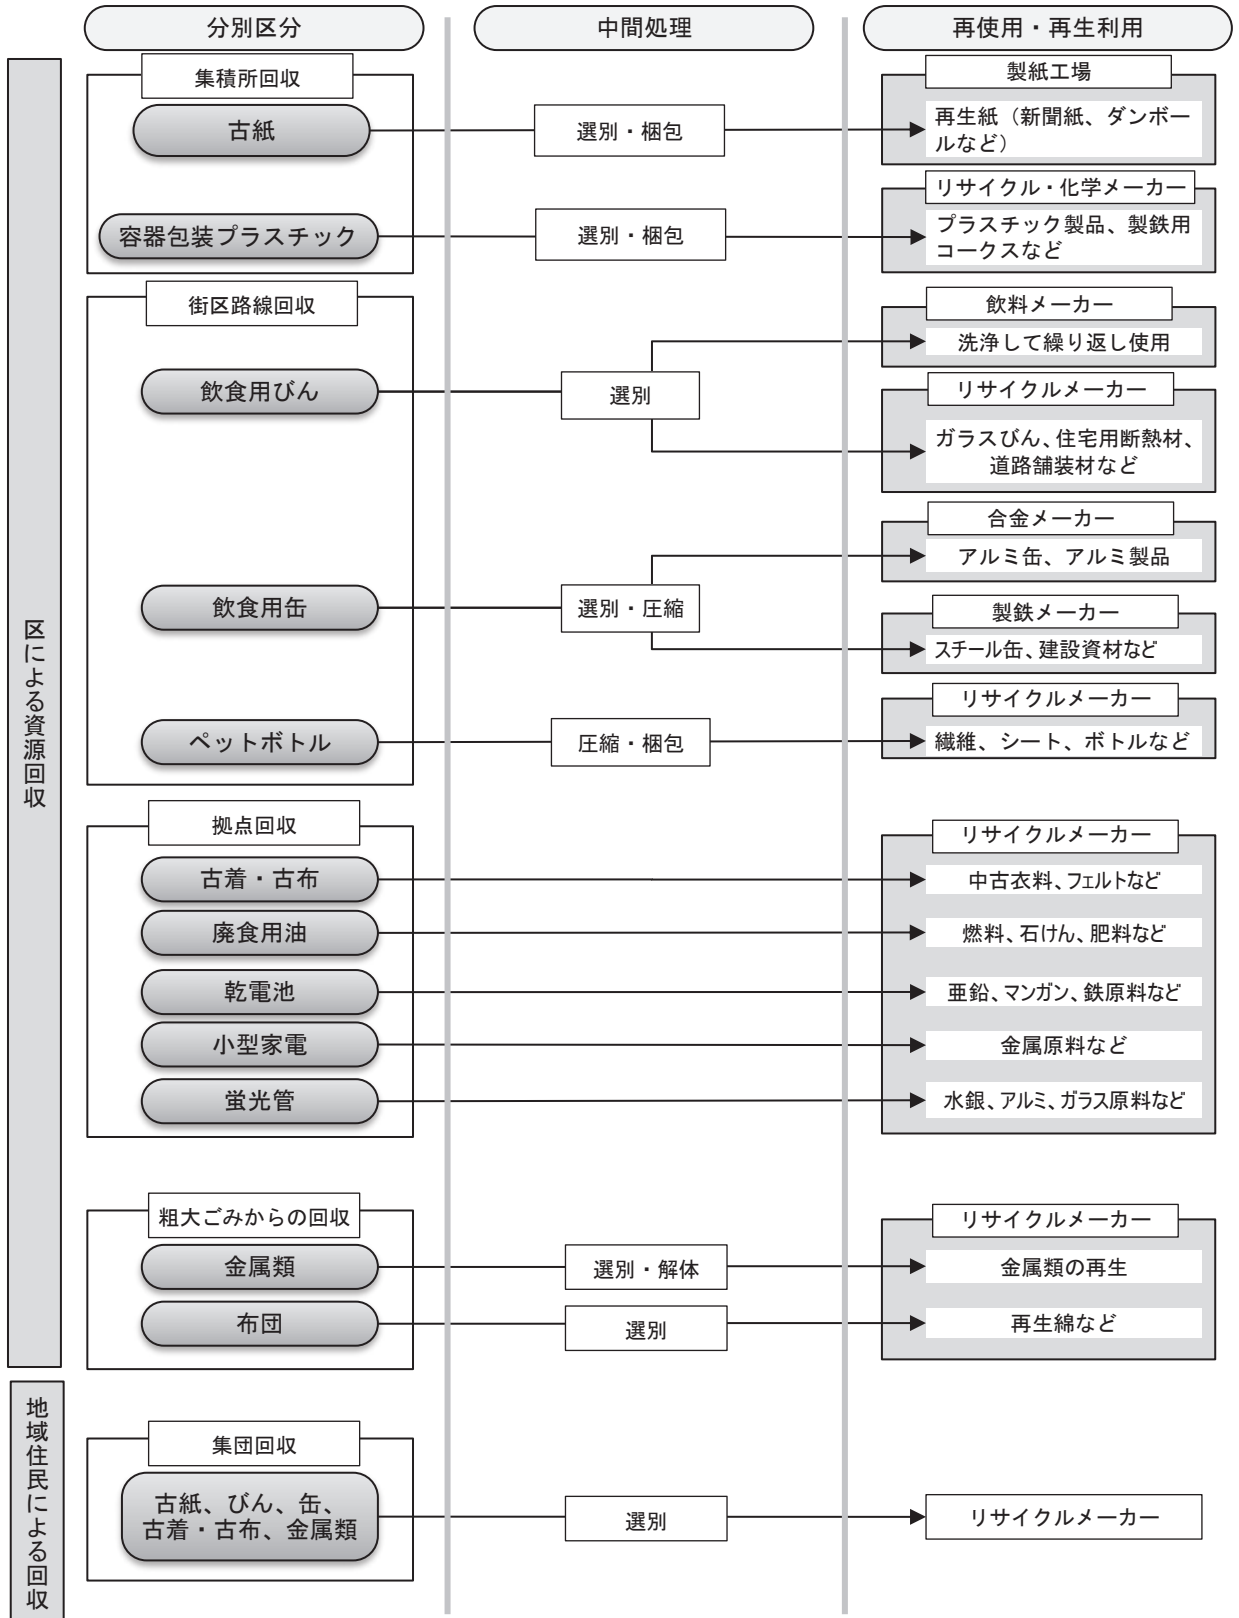 分別区分
中間処理
再使用・再生利用
区による資源回収
集積所回収
製紙工場
古紙
選別・梱包
再生紙（新聞紙、ダンボー
ルなど）
リサイクル・化学メーカー
容器包装プラスチック
選別・梱包
プラスチック製品、製鉄用
コークスなど
街区路線回収
飲料メーカー
洗浄して繰り返し使用
飲食用びん
選別
リサイクルメーカー
ガラスびん、住宅用断熱材、
道路舗装材など
合金メーカー
アルミ缶、アルミ製品
飲食用缶
選別・圧縮
製鉄メーカー
スチール缶、建設資材など
リサイクルメーカー
ペットボトル
圧縮・梱包
繊維、シート、ボトルなど
拠点回収
リサイクルメーカー
古着・古布
中古衣料、フェルトなど
廃食用油
燃料、石けん、肥料など
乾電池
亜鉛、マンガン、鉄原料など
小型家電
金属原料など
蛍光管
水銀、アルミ、ガラス原料など
粗大ごみからの回収
リサイクルメーカー
金属類
選別・解体
金属類の再生
布団
選別
再生綿など
地域住民による回収
集団回収
古紙、びん、缶、
古着・古布、金属類
選別
リサイクルメーカー